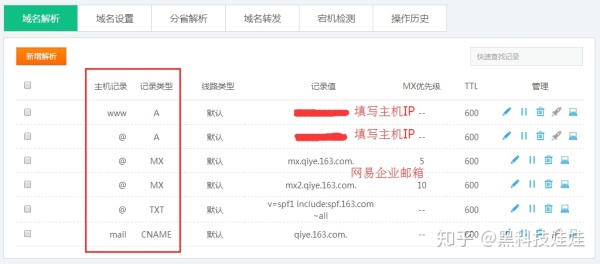 域名解析 域名设置 分省解析 域名转发 宕机检测 操作历史
新增解析 快速查找记录
主机记录 记录类型 线路类型 记录值 MX优先级 TTL 管理
www A 默认 填写主机IP -- 600
@ A 默认 填写主机IP -- 600
@ MX 默认 mx.qiye.163.com. 5 600
网易企业邮箱
@ MX 默认 mx2.qiye.163.com. 10 600
@ TXT 默认 v=spf1 include:spf.163.com -- 600
~all
mail CNAME 默认 qiye.163.com. -- 600
知乎 @黑科技娃娃